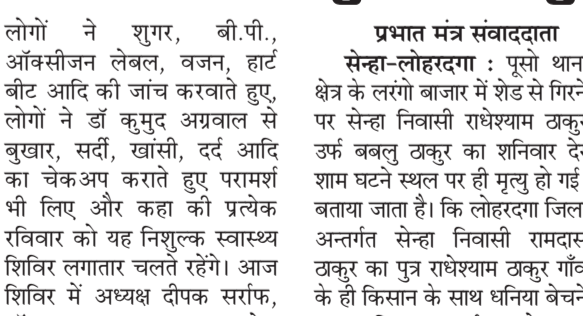 लोगों ने शुगर, बी.पी.,
ऑक्सीजन लेबल, वजन, हार्ट
बीट आदि की जांच करवाते हुए,
लोगों ने डॉ कुमुद अग्रवाल से
बुखार, सर्दी, खांसी, दर्द आदि
का चेकअप कराते हुए परामर्श
भी लिए और कहा की प्रत्येक
रविवार को यह निशुल्क स्वास्थ्य
शिविर लगातार चलते रहेंगे। आज
शिविर में अध्यक्ष दीपक सर्राफ,
प्रभात मंत्र संवाददाता
सेन्हा-लोहरदगा : पूसो थान
क्षेत्र के लरंगो बाजार में शेड से गिरने
पर सेन्हा निवासी राधेश्याम ठाकुर
उर्फ बबलु ठाकुर का शनिवार देर
शाम घटने स्थल पर ही मृत्यु हो गई
बताया जाता है। कि लोहरदगा जिला
अन्तर्गत सेन्हा निवासी रामदास
ठाकुर का पुत्र राधेश्याम ठाकुर गाँव
के ही किसान के साथ धनिया बेचने